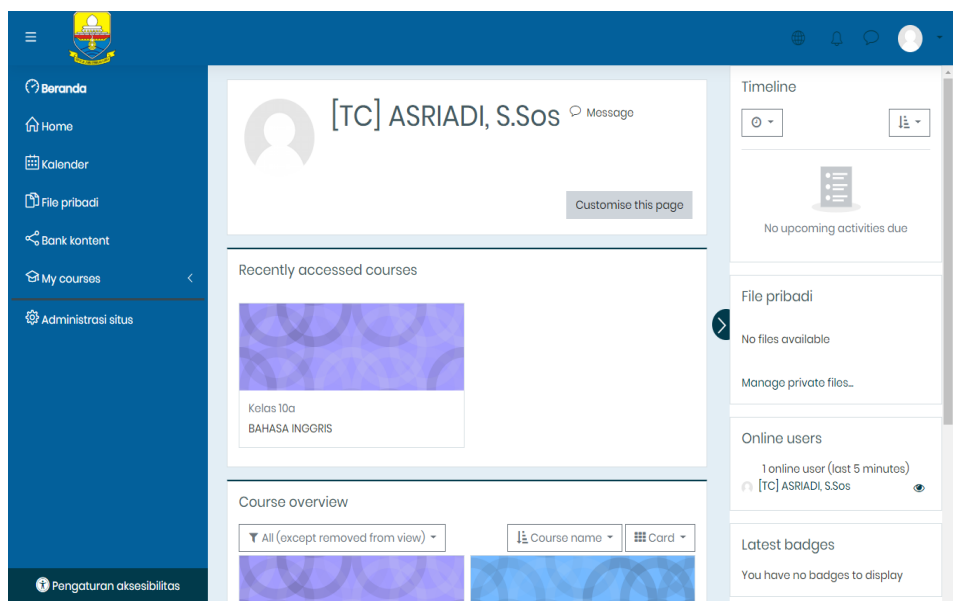 Beranda
Home
Kalender
File pribadi
Bank kontent
My courses
Administrasi situs
Pengaturan aksesibilitas
[TC] ASRIADI, S.Sos Message
Customise this page
Recently accessed courses
Kelas 10a
BAHASA INGGRIS
Course overview
All (except removed from view)
Course name
Card
Timeline
No upcoming activities due
File pribadi
No files available
Manage private files...
Online users
1 online user (last 5 minutes)
[TC] ASRIADI, S.Sos
Latest badges
You have no badges to display